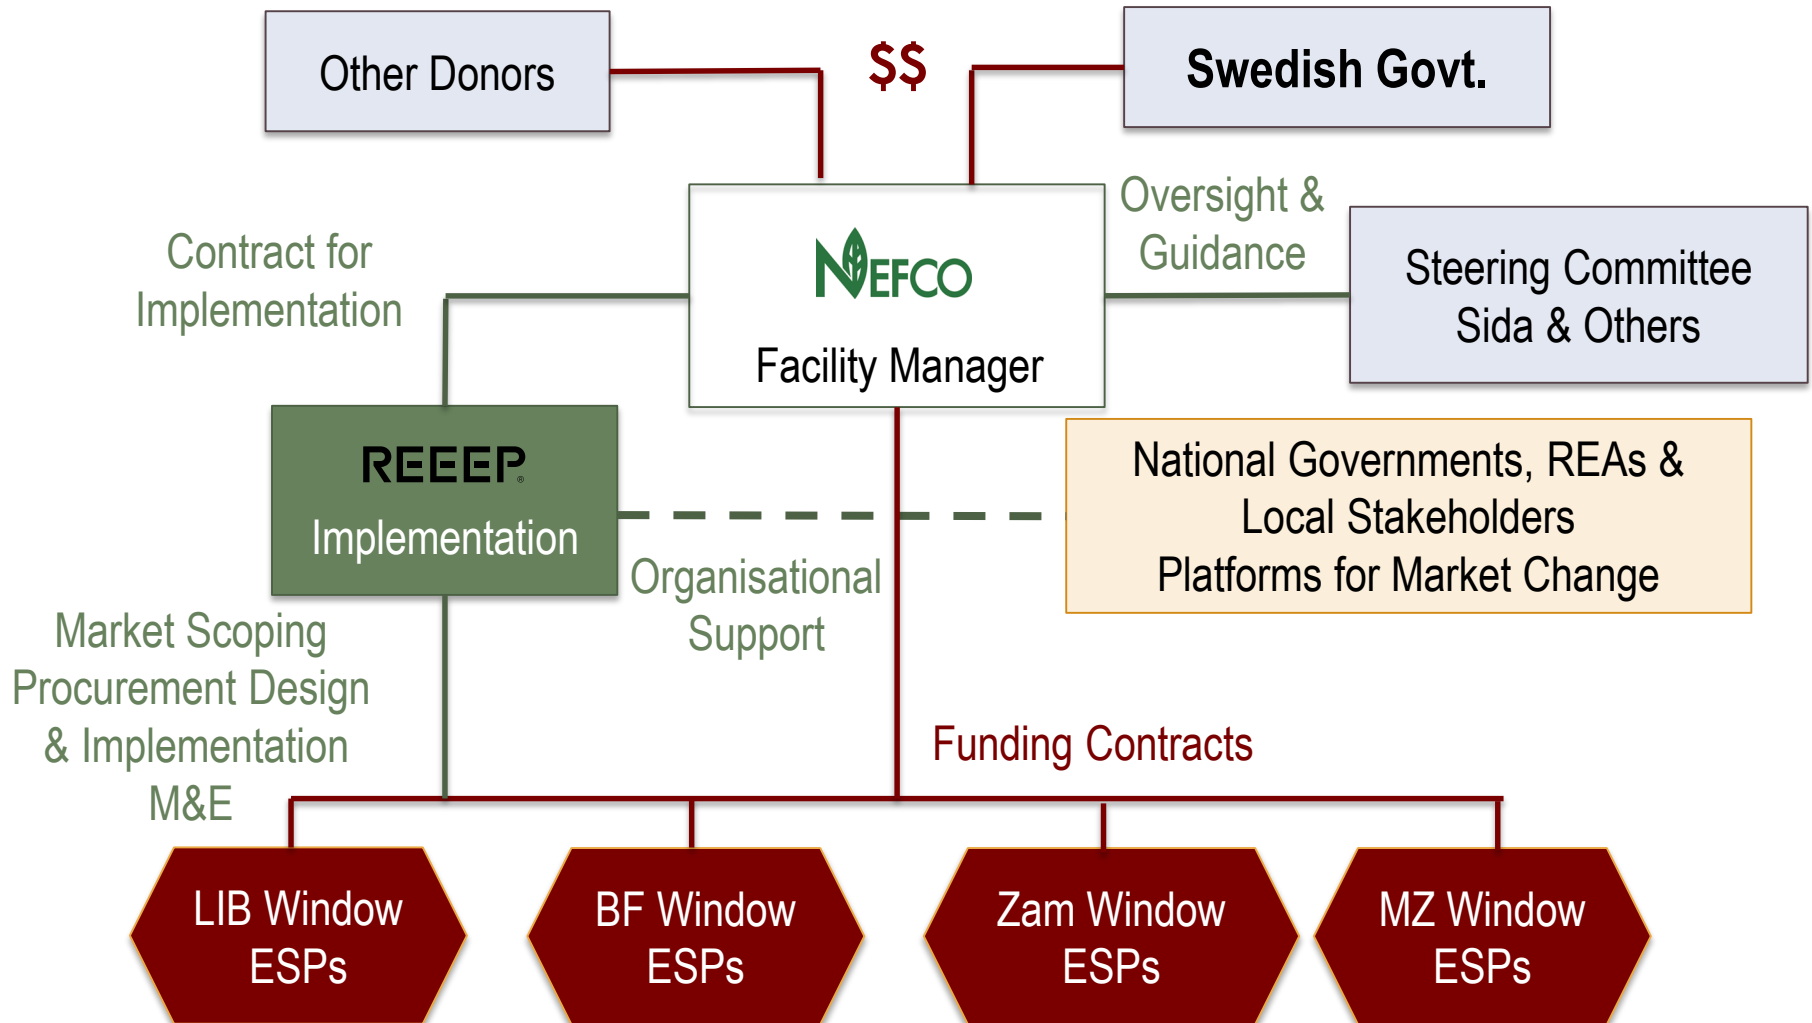 Other Donors
$$
Swedish Govt.
Contract for
Implementation
NEFCO
Facility Manager
Oversight &
Guidance
Steering Committee
Sida & Others
REEEP®
Implementation
Organisational
Support
National Governments, REAs &
Local Stakeholders
Platforms for Market Change
Market Scoping
Procurement Design
& Implementation
M&E
Funding Contracts
LIB Window
ESPs
BF Window
ESPs
Zam Window
ESPs
MZ Window
ESPs